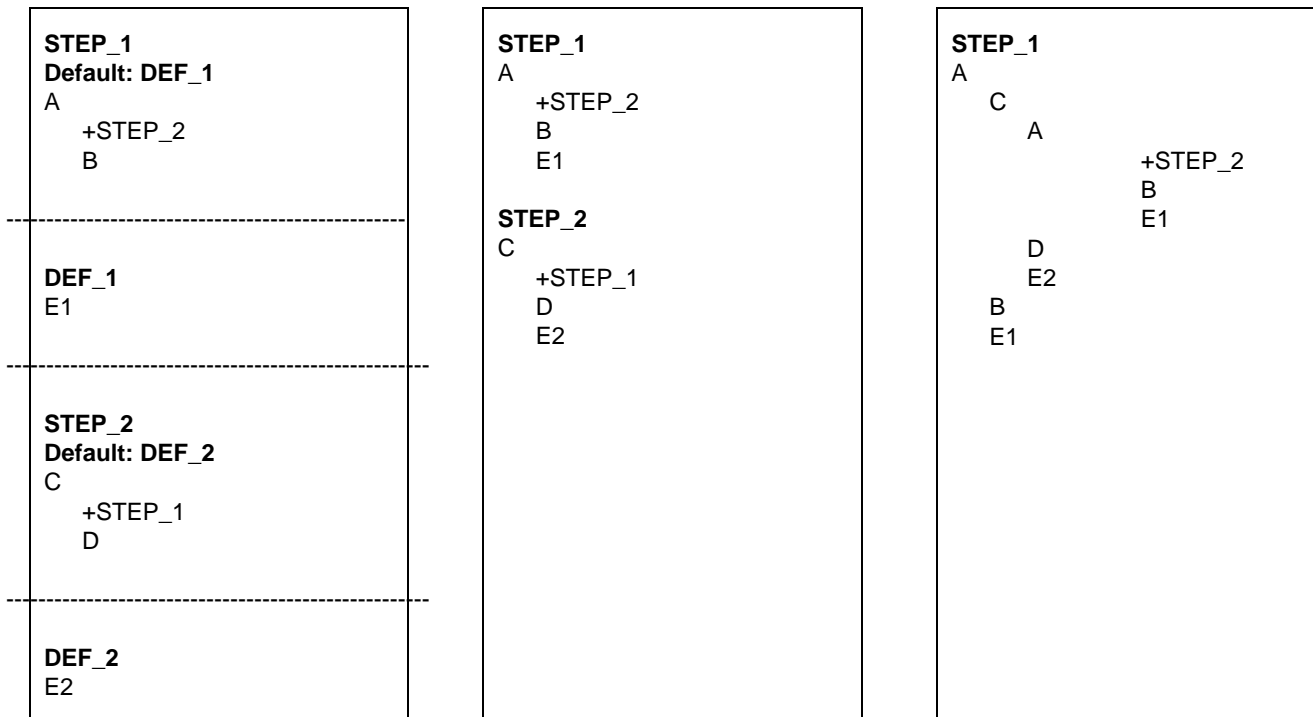 STEP_1
Default: DEF_1
A
+STEP_2
B
DEF_1
E1
STEP_2
Default: DEF_2
C
+STEP_1
D
DEF_2
E2
STEP_1
A
+STEP_2
B
E1
STEP_2
C
+STEP_1
D
E2
STEP_1
A
C
A
+STEP_2
B
E1
D
E2
B
E1